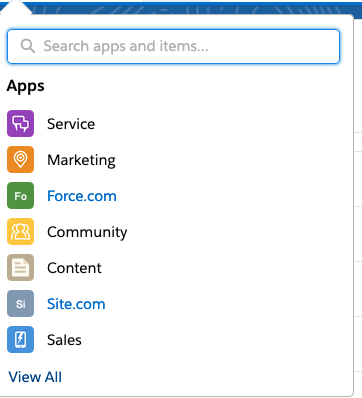 Search apps and items...
Apps
Service
Marketing
Fo Force.com
Community
Content
Si Site.com
Sales
View All